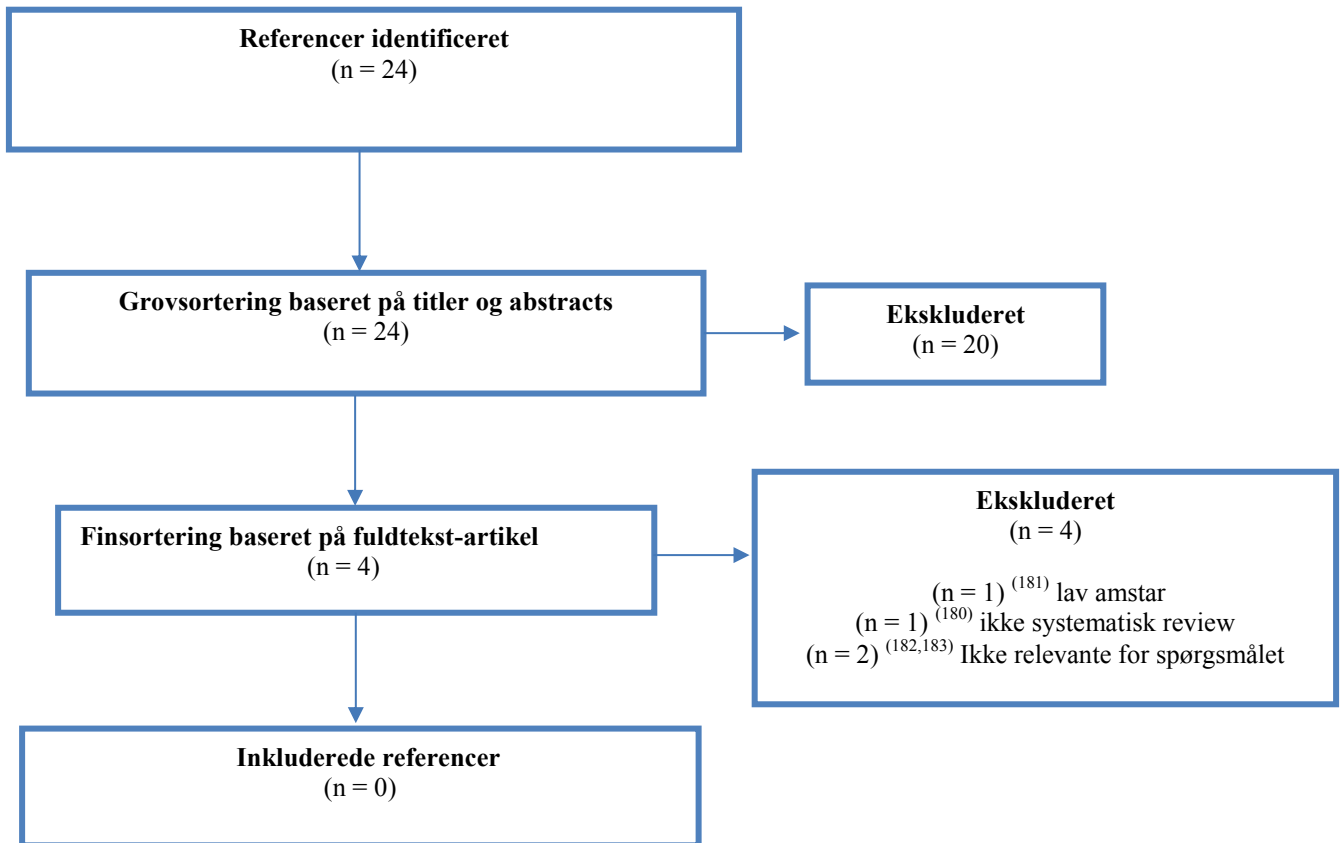 Referencer identificeret
(n = 24)
Grovsortering baseret på titler og abstracts
(n = 24)
Ekskluderet
(n = 20)
Finsortering baseret på fuldtekst-artikel
(n = 4)
Ekskluderet
(n = 4)
(n = 1) (181) lav amstar
(n = 1) (180) ikke systematisk review
(n = 2) (182,183) Ikke relevante for spørgsmålet
Inkluderede referencer
(n = 0)